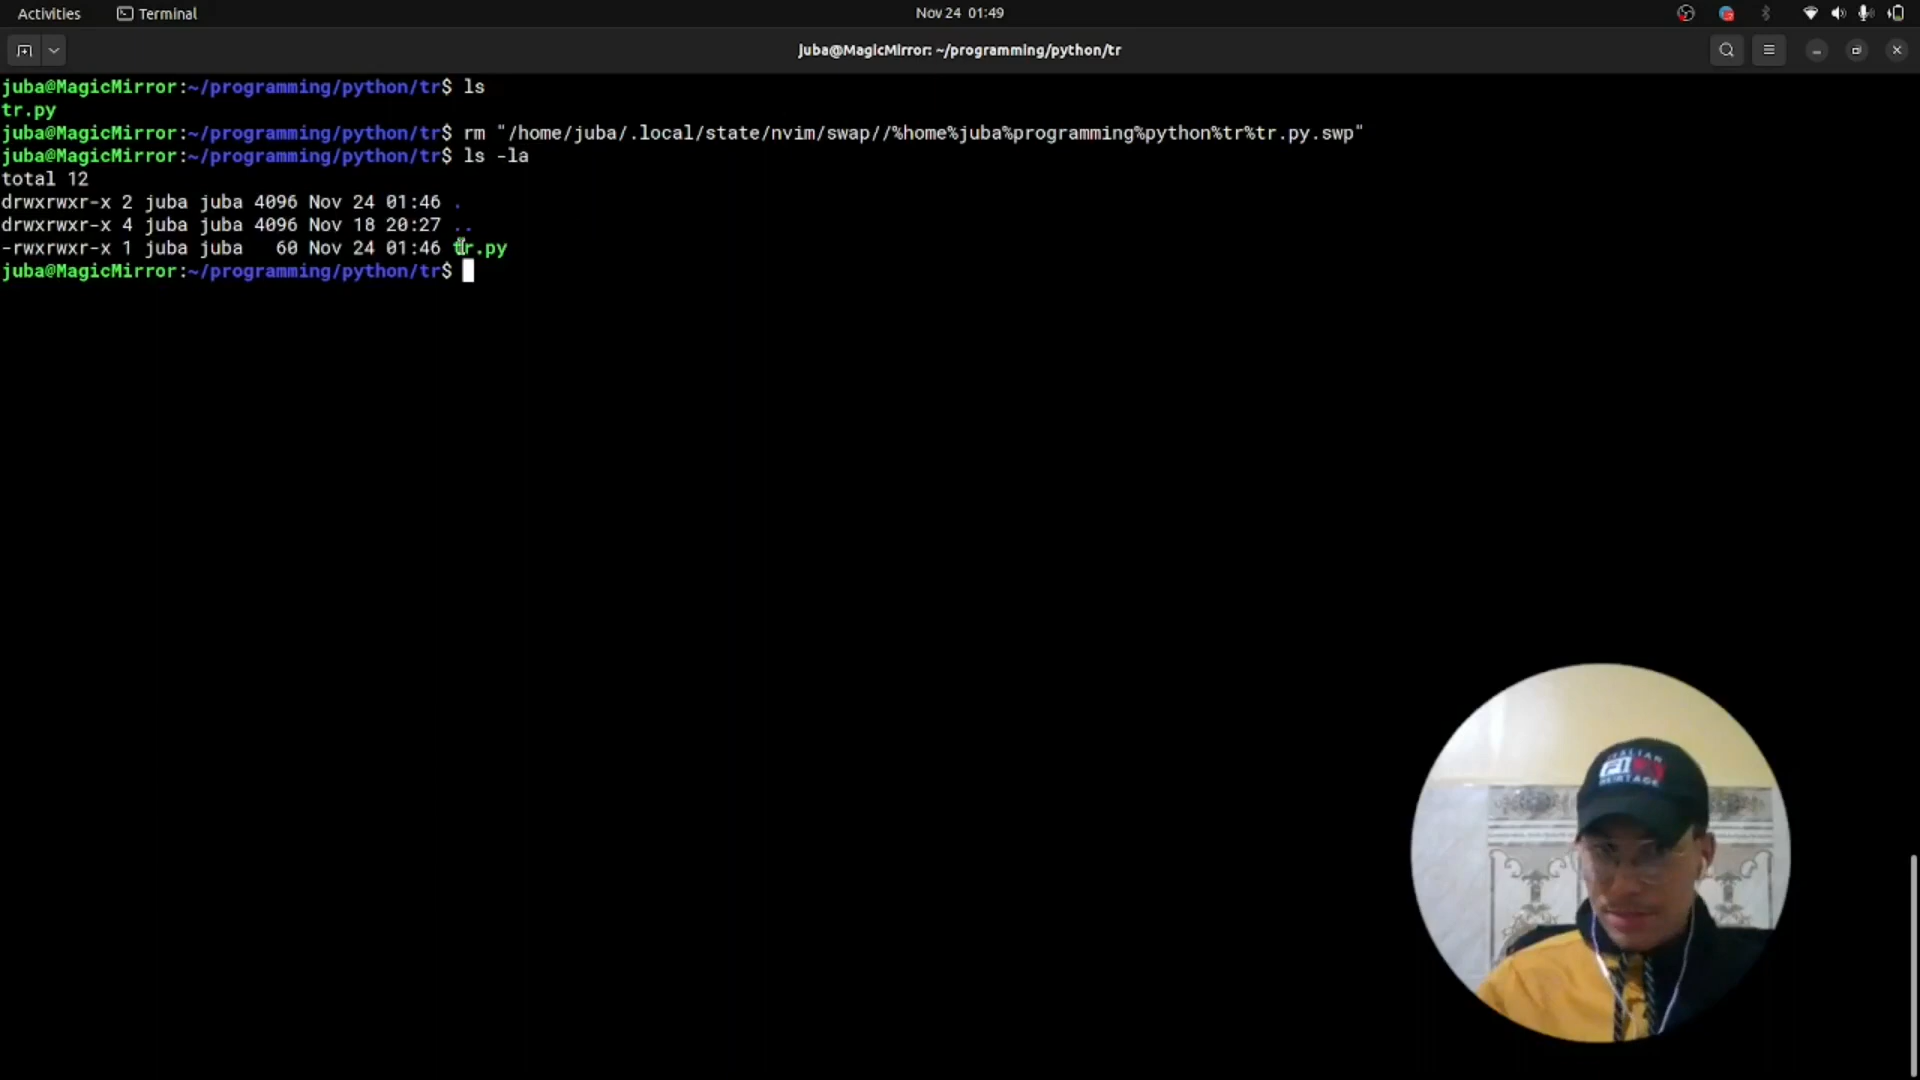 Activities
Terminal
Nov 24 01:49
juba@MagicMirror: ~/programming/python/tr
juba@MagicMirror:~/programming/python/tr$ ls
tr.py
juba@MagicMirror:~/programming/python/tr$ rm "/home/juba/.local/state/nvim/swap//%home%juba%programming%python%tr%tr.py.swp"
juba@MagicMirror:~/programming/python/tr$ ls -la
total 12
drwxrwxr-x 2 juba juba 4096 Nov 24 01:46 .
drwxrwxr-x 4 juba juba 4096 Nov 18 20:27 ..
-rwxrwxr-x 1 juba juba   60 Nov 24 01:46 tr.py
juba@MagicMirror:~/programming/python/tr$
ITALIAN